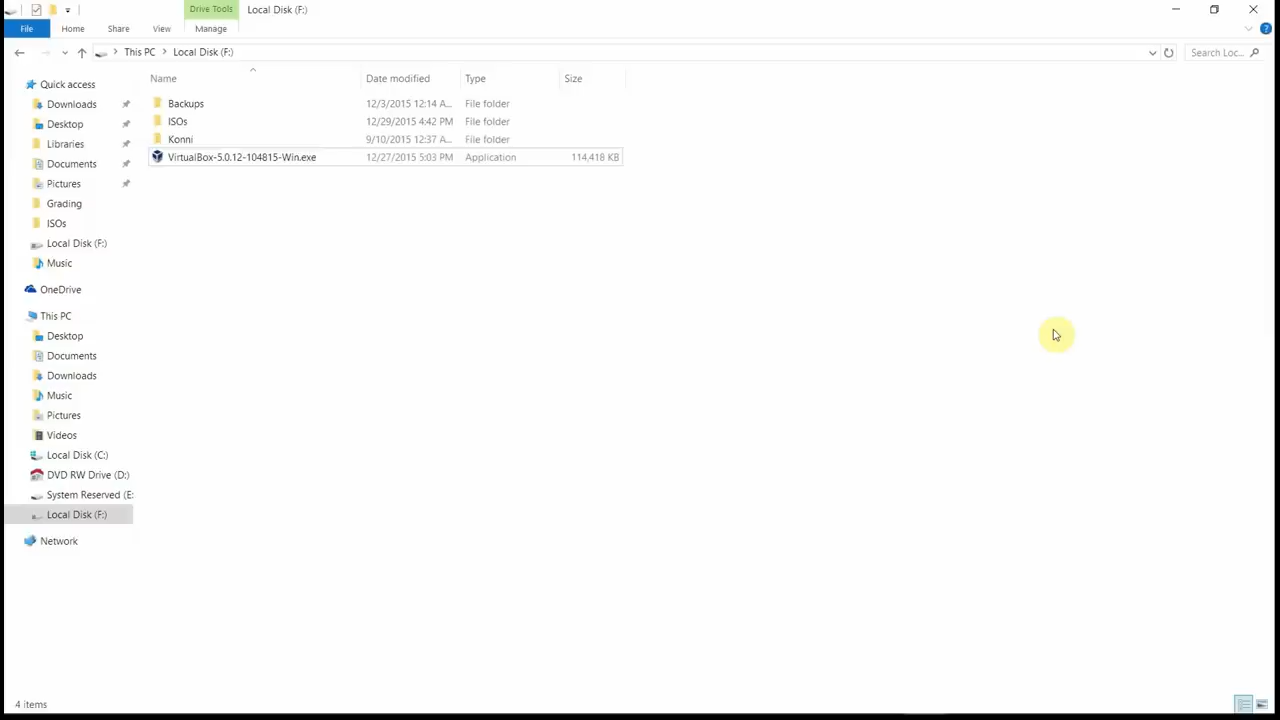 Drive Tools
Local Disk (F:)
File
Home
Share
View
Manage
This PC
Local Disk (F:)
Search Loc...
Name
Date modified
Type
Size
Backups
12/3/2015 12:14 A...
File folder
ISOs
12/29/2015 4:42 PM
File folder
Konni
9/10/2015 12:37 A...
File folder
VirtualBox-5.0.12-104815-Win.exe
12/27/2015 5:03 PM
Application
114,418 KB
Quick access
Downloads
Desktop
Libraries
Documents
Pictures
Grading
ISOs
Local Disk (F:)
Music
OneDrive
This PC
Desktop
Documents
Downloads
Music
Pictures
Videos
Local Disk (C:)
DVD RW Drive (D:)
System Reserved (E:
Local Disk (F:)
Network
4 items